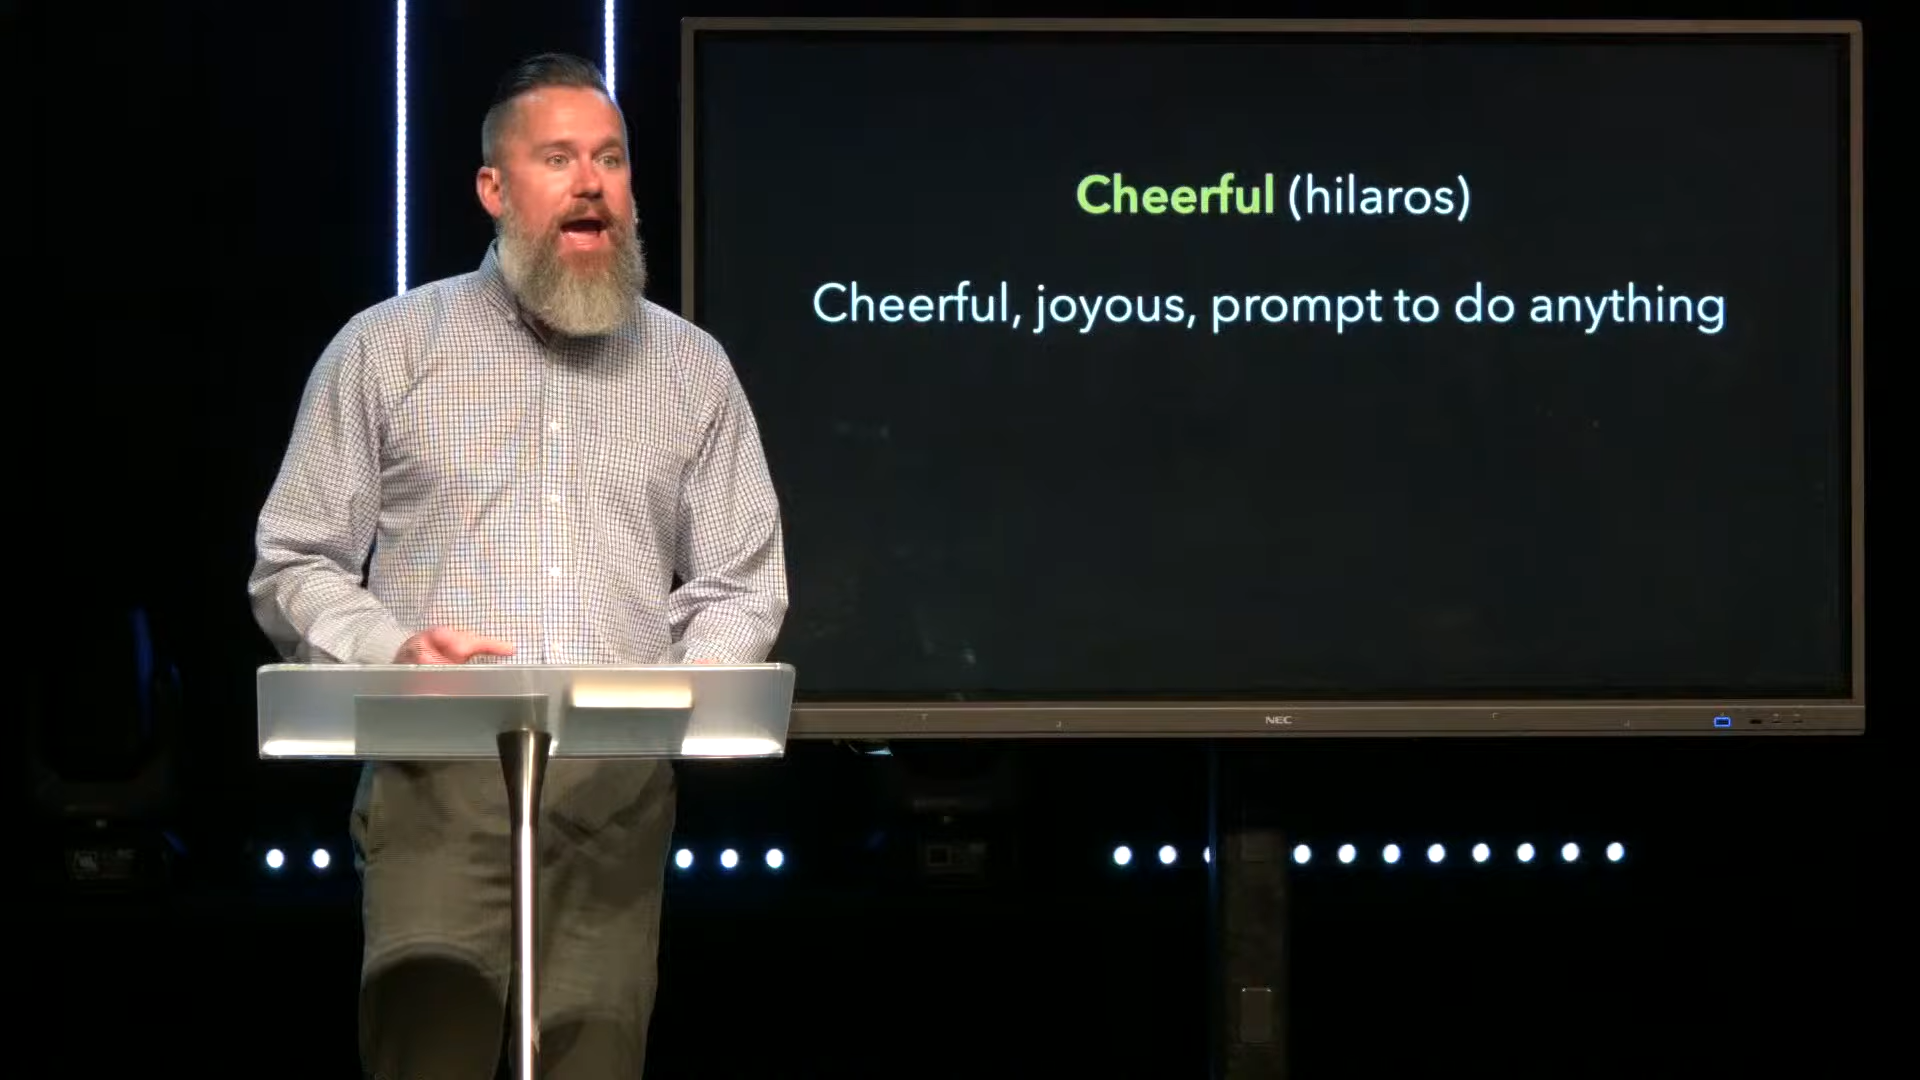 Cheerful (hilaros)
Cheerful, joyous, prompt to do anything
NEC